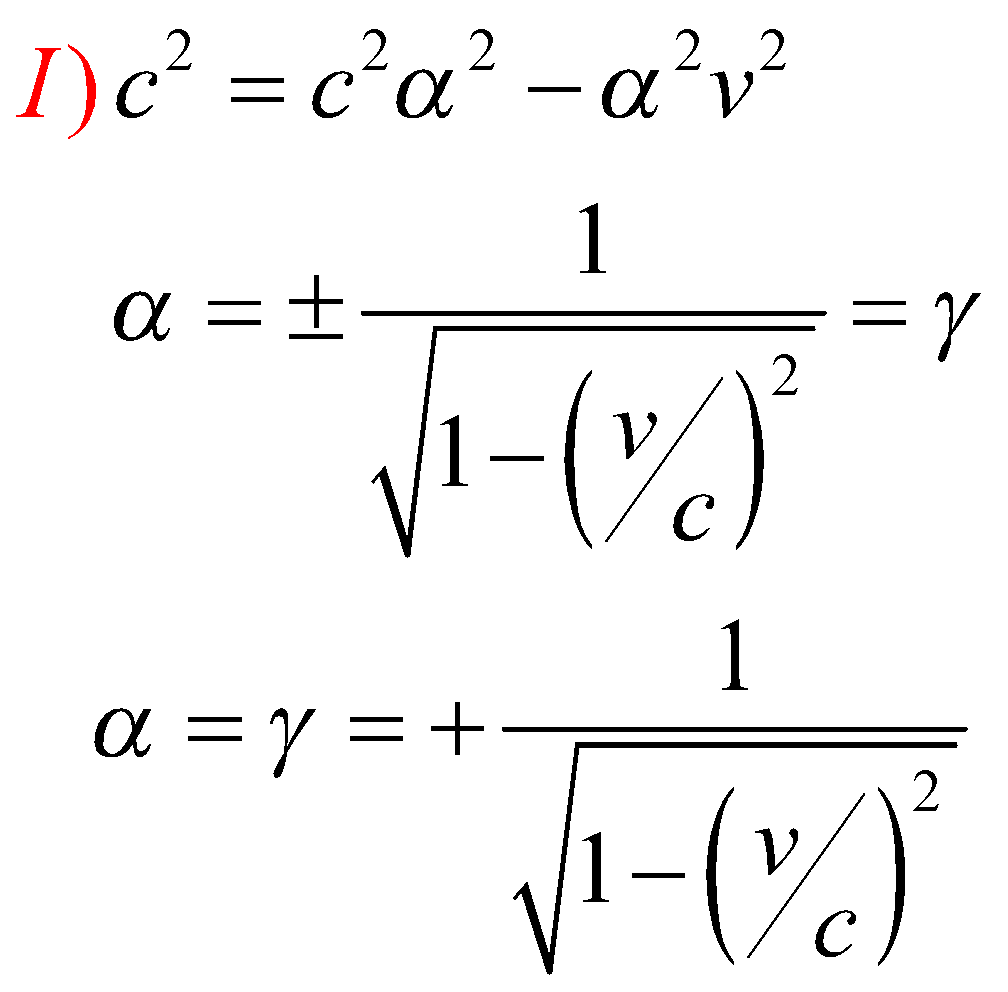 I) c² = c²α² − α²v²
α = ± 1 / √(1 − (v/c)²) = γ
α = γ = + 1 / √(1 − (v/c)²)